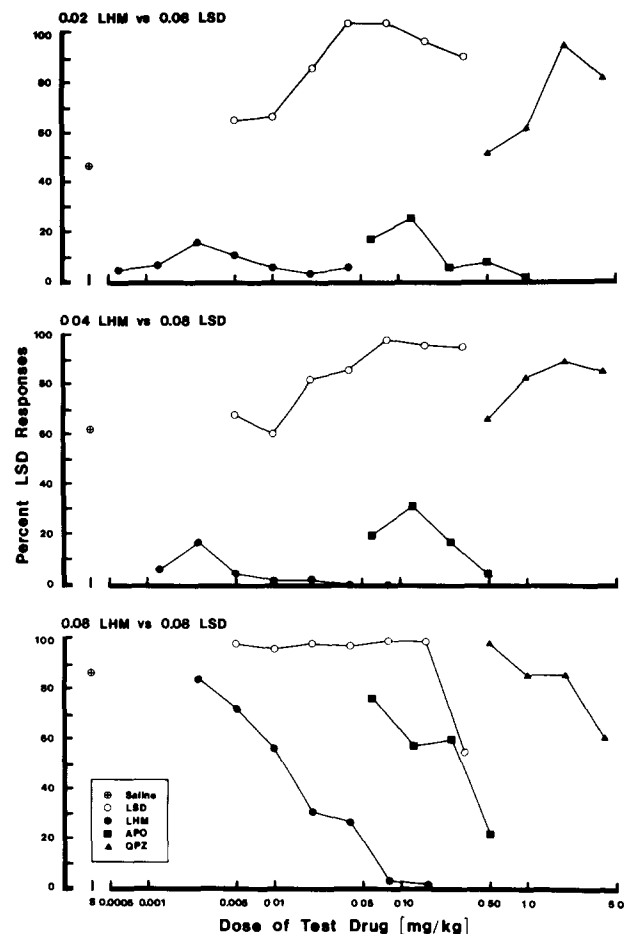 0.02 LHM vs 0.08 LSD
100
80
60
40
20
0
0.04 LHM vs 0.08 LSD
100
80
60
40
20
0
Percent LSD Responses
0.08 LHM vs 0.08 LSD
100
80
60
40
20
0
Saline
LSD
LHM
APO
QPZ
S 0.0005 0.001 0.005 0 01 0 05 0 10 0 50 1 0 5 0
Dose of Test Drug [mg/kg]